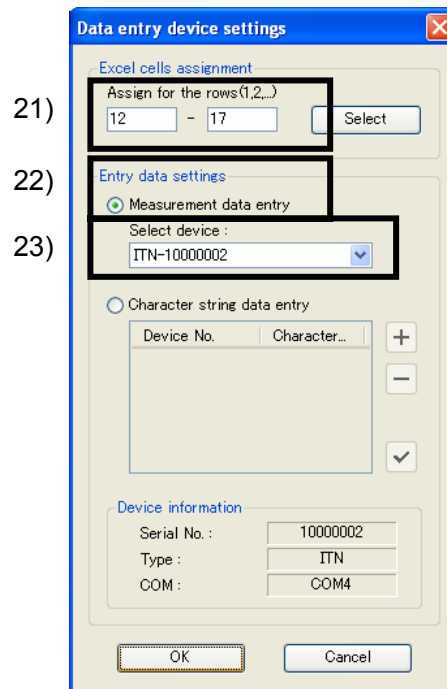 Data entry device settings
Excel cells assignment
21)
Assign for the rows(1,2,...)
12 - 17 Select
22)
Entry data settings
Measurement data entry
23)
Select device :
ITN-10000002
Character string data entry
Device No. Character...
Device information
Serial No. : 10000002
Type : ITN
COM : COM4
OK Cancel